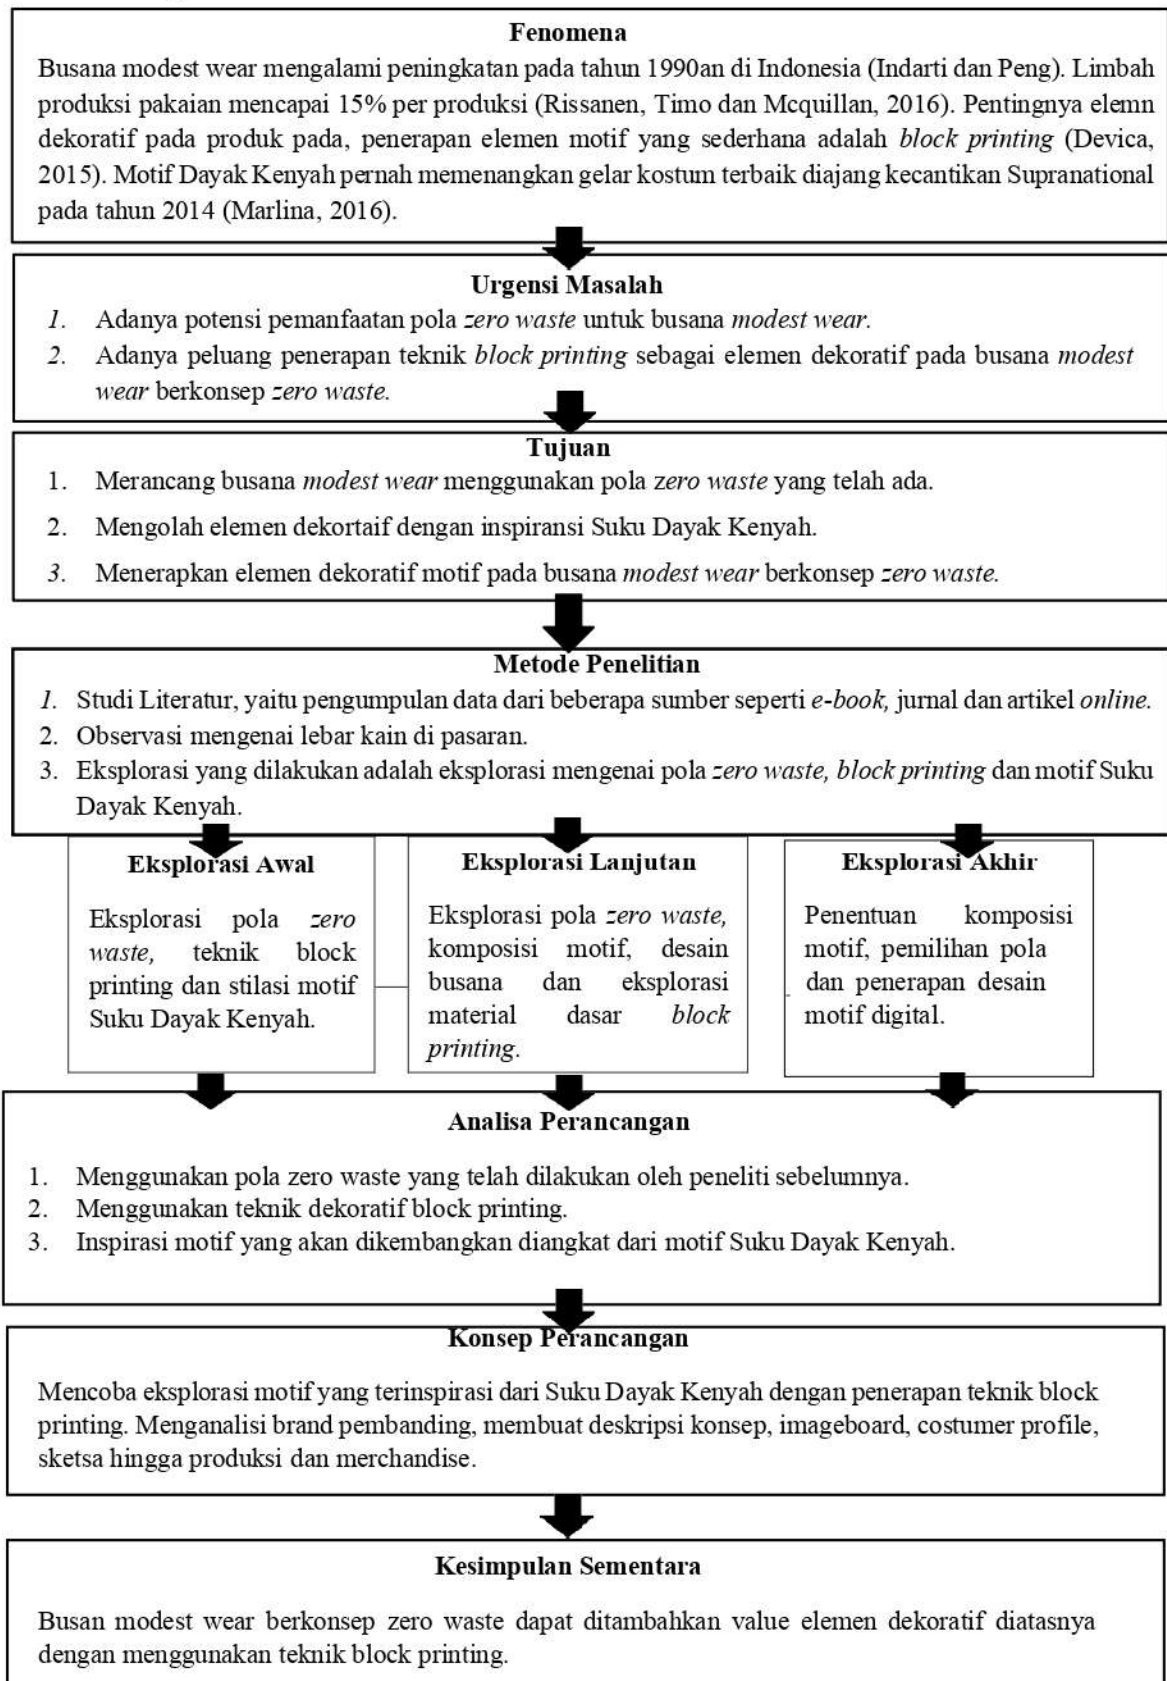 Fenomena
Busana modest wear mengalami peningkatan pada tahun 1990an di Indonesia (Indarti dan Peng). Limbah
produksi pakaian mencapai 15% per produksi (Rissanen, Timo dan Mcquillan, 2016). Pentingnya elemn
dekoratif pada produk pada, penerapan elemen motif yang sederhana adalah block printing (Devica,
2015). Motif Dayak Kenyah pernah memenangkan gelar kostum terbaik diajang kecantikan Supranational
pada tahun 2014 (Marlina, 2016).
Urgensi Masalah
1. Adanya potensi pemanfaatan pola zero waste untuk busana modest wear.
2. Adanya peluang penerapan teknik block printing sebagai elemen dekoratif pada busana modest
wear berkonsep zero waste.
Tujuan
1. Merancang busana modest wear menggunakan pola zero waste yang telah ada.
2. Mengolah elemen dekortaif dengan inspiransi Suku Dayak Kenyah.
3. Menerapkan elemen dekoratif motif pada busana modest wear berkonsep zero waste.
Metode Penelitian
1. Studi Literatur, yaitu pengumpulan data dari beberapa sumber seperti e-book, jurnal dan artikel online.
2. Observasi mengenai lebar kain di pasaran.
3. Eksplorasi yang dilakukan adalah eksplorasi mengenai pola zero waste, block printing dan motif Suku
Dayak Kenyah.
Eksplorasi Awal
Eksplorasi pola zero
waste, teknik block
printing dan stilasi motif
Suku Dayak Kenyah.
Eksplorasi Lanjutan
Eksplorasi pola zero waste,
komposisi motif, desain
busana dan eksplorasi
material dasar block
printing.
Eksplorasi Akhir
Penentuan komposisi
motif, pemilihan pola
dan penerapan desain
motif digital.
Analisa Perancangan
1. Menggunakan pola zero waste yang telah dilakukan oleh peneliti sebelumnya.
2. Menggunakan teknik dekoratif block printing.
3. Inspirasi motif yang akan dikembangkan diangkat dari motif Suku Dayak Kenyah.
Konsep Perancangan
Mencoba eksplorasi motif yang terinspirasi dari Suku Dayak Kenyah dengan penerapan teknik block
printing. Menganalisi brand pembanding, membuat deskripsi konsep, imageboard, costumer profile,
sketsa hingga produksi dan merchandise.
Kesimpulan Sementara
Busan modest wear berkonsep zero waste dapat ditambahkan value elemen dekoratif diatasnya
dengan menggunakan teknik block printing.